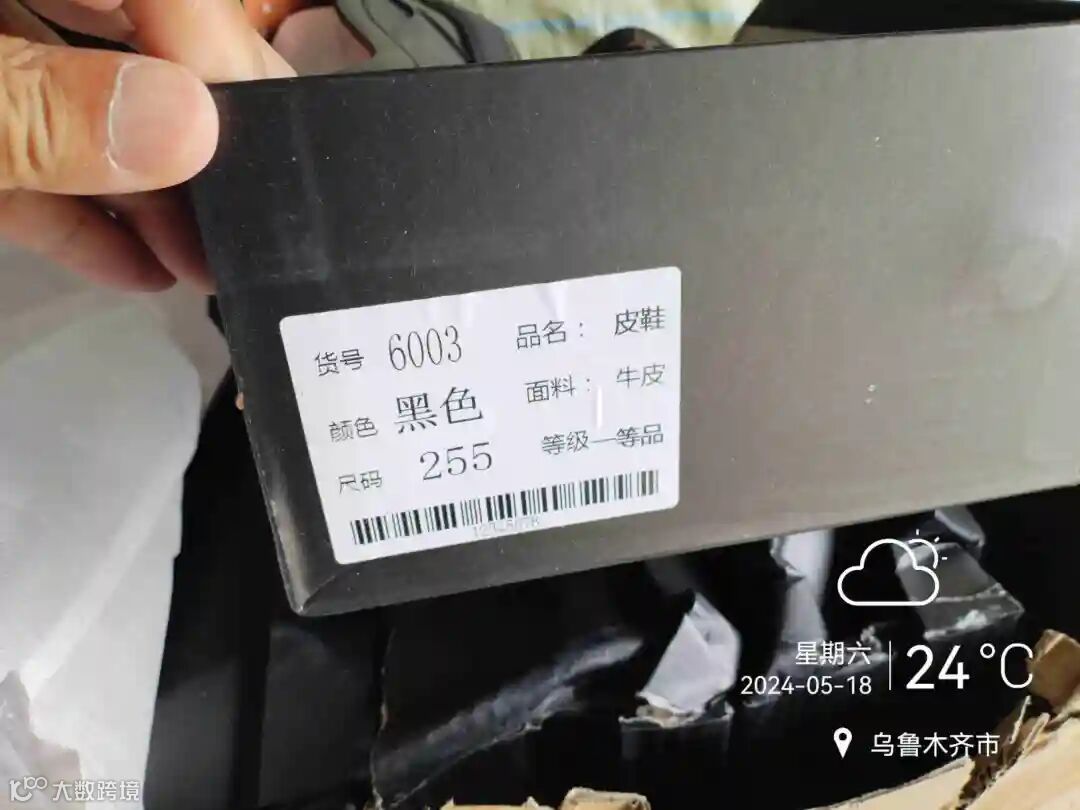 货号 6003 品名： 皮鞋
颜色 黑色 面料： 牛皮
尺码 255 等级一等品
12345678
星期六 24℃
2024-05-18
乌鲁木齐市
大数跨境